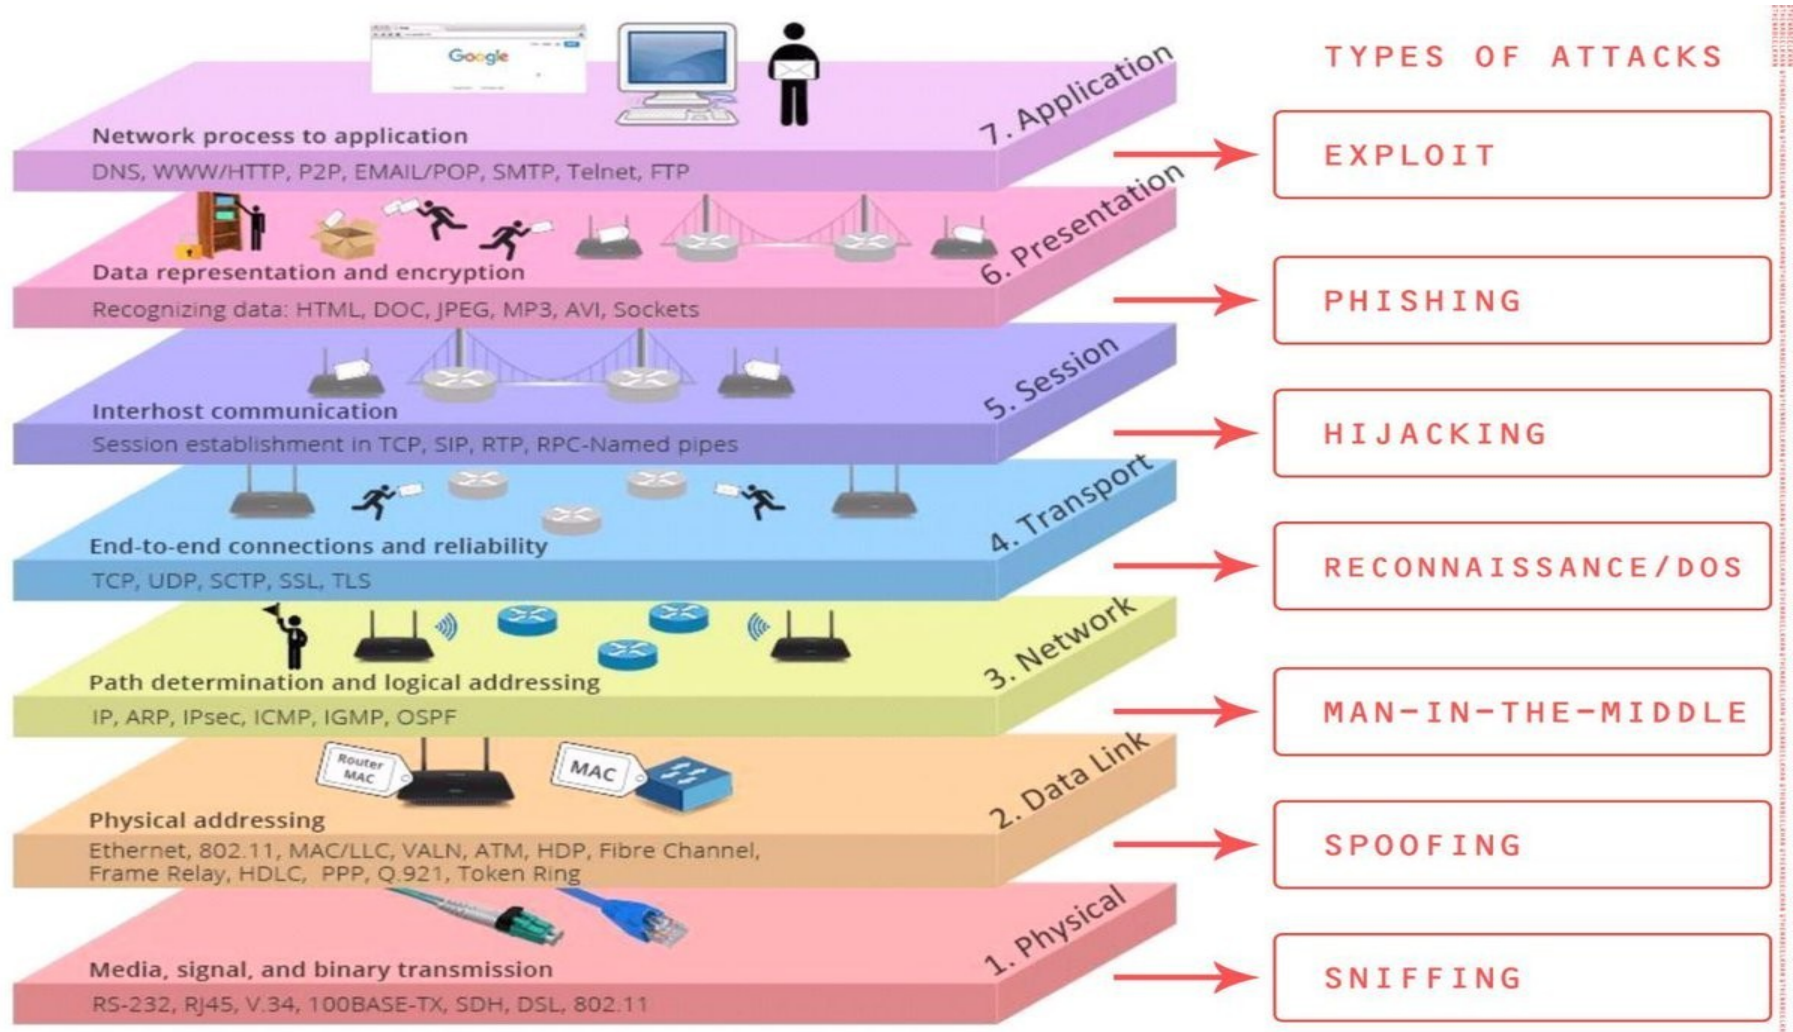 Google
Network process to application
DNS, WWW/HTTP, P2P, EMAIL/POP, SMTP, Telnet, FTP
7. Application
Data representation and encryption
Recognizing data: HTML, DOC, JPEG, MP3, AVI, Sockets
6. Presentation
Interhost communication
Session establishment in TCP, SIP, RTP, RPC-Named pipes
5. Session
End-to-end connections and reliability
TCP, UDP, SCTP, SSL, TLS
4. Transport
Path determination and logical addressing
IP, ARP, IPsec, ICMP, IGMP, OSPF
3. Network
Router
MAC
MAC
Physical addressing
Ethernet, 802.11, MAC/LLC, VALN, ATM, HDP, Fibre Channel,
Frame Relay, HDLC, PPP, Q.921, Token Ring
2. Data Link
Media, signal, and binary transmission
RS-232, RJ45, V.34, 100BASE-TX, SDH, DSL, 802.11
1. Physical
TYPES OF ATTACKS
EXPLOIT
PHISHING
HIJACKING
RECONNAISSANCE/DOS
MAN-IN-THE-MIDDLE
SPOOFING
SNIFFING